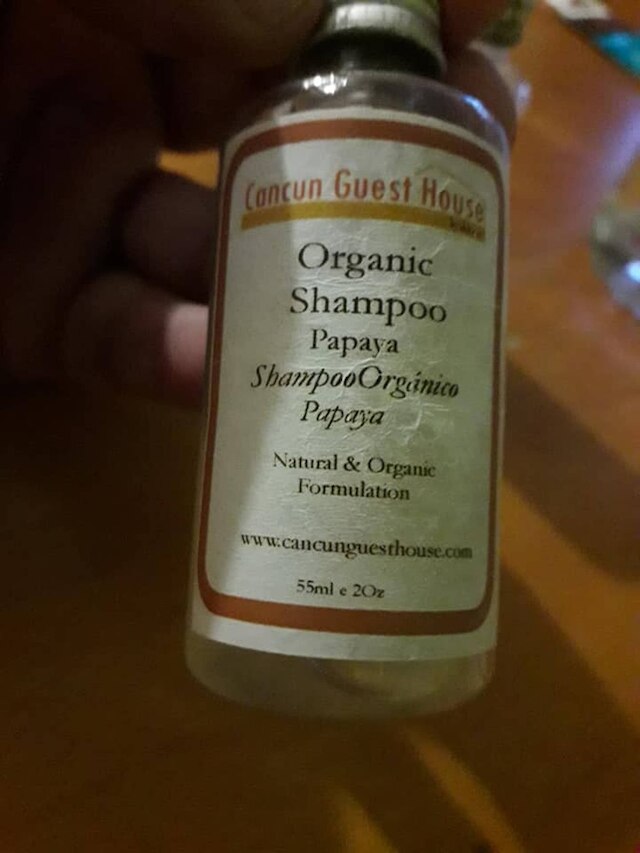 Cancun Guest House
Organic
Shampoo
Papaya
ShampooOrgánico
Papaya
Natural & Organic
Formulation
www.cancunguesthouse.com
55ml e 2Oz